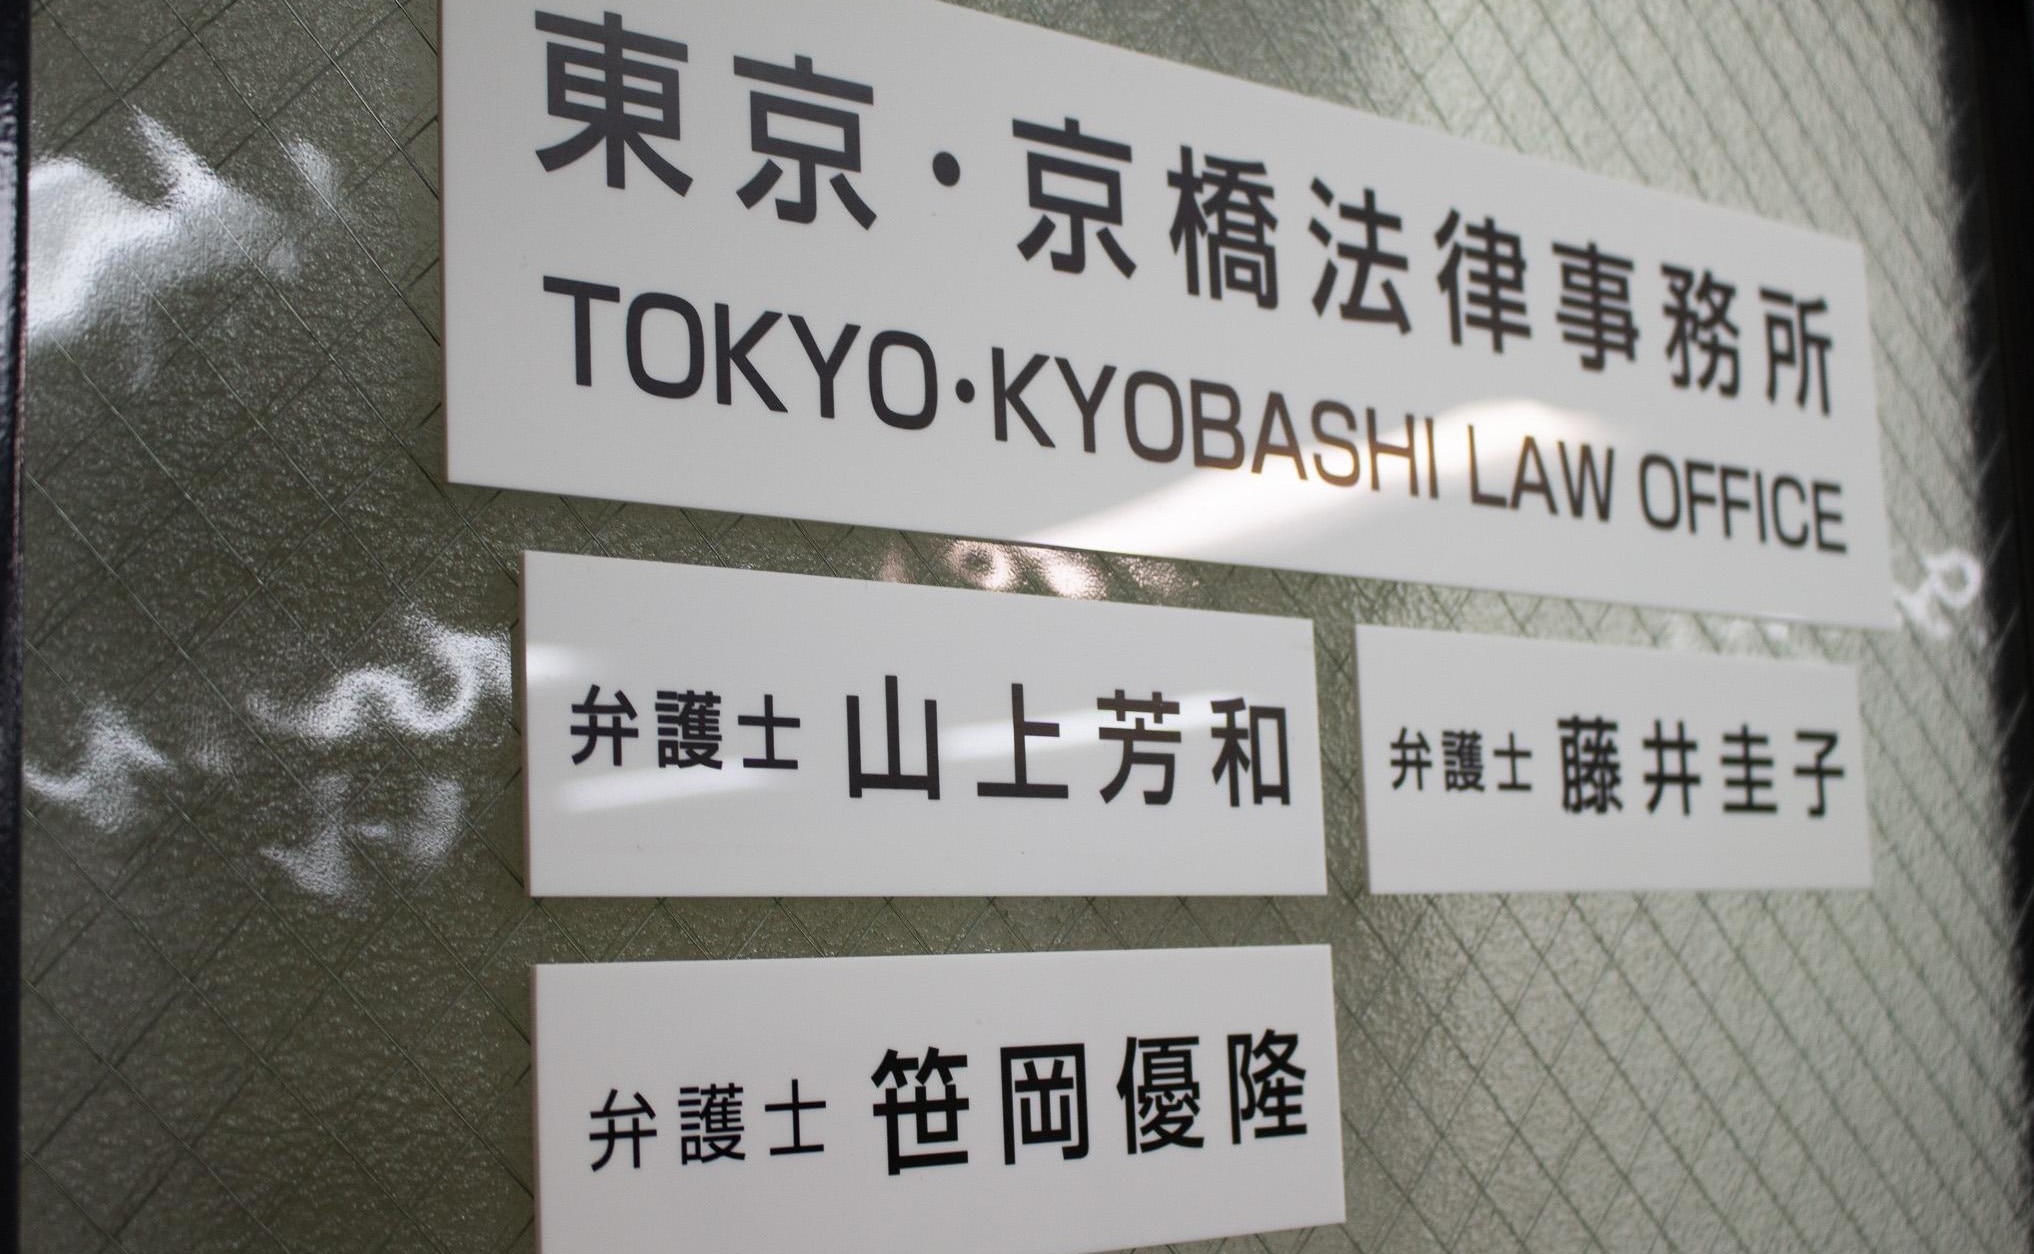 東京・京橋法律事務所
TOKYO・KYOBASHI LAW OFFICE
弁護士 山上芳和
弁護士 藤井圭子
弁護士 笹岡優隆